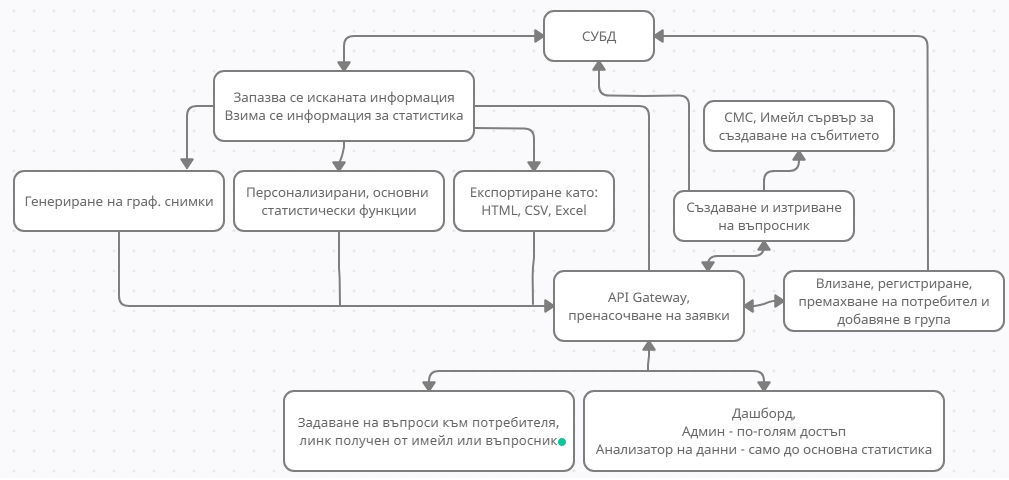 СУБД
Запазва се исканата информация
Взима се информация за статистика
СМС, Имейл сървър за
създаване на събитието
Генериране на граф. снимки
Персонализирани, основни
статистически функции
Експортиране като:
HTML, CSV, Excel
Създаване и изтриване
на въпросник
API Gateway,
пренасочване на заявки
Влизане, регистриране,
премахване на потребител и
добавяне в група
Задаване на въпроси към потребителя,
линк получен от имейл или въпросник
Дашборд,
Админ - по-голям достъп
Анализатор на данни - само до основна статистика